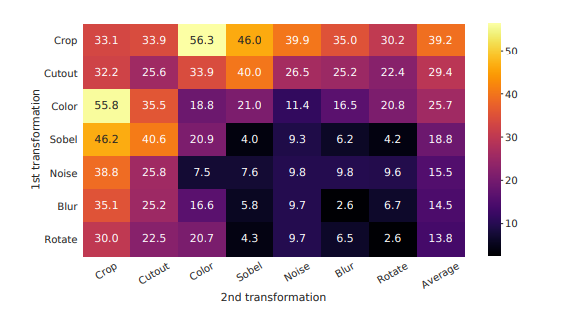 Crop 33.1 33.9 56.3 46.0 39.9 35.0 30.2 39.2
Cutout 32.2 25.6 33.9 40.0 26.5 25.2 22.4 29.4
Color 55.8 35.5 18.8 21.0 11.4 16.5 20.8 25.7
Sobel 46.2 40.6 20.9 4.0 9.3 6.2 4.2 18.8
Noise 38.8 25.8 7.5 7.6 9.8 9.8 9.6 15.5
Blur 35.1 25.2 16.6 5.8 9.7 2.6 6.7 14.5
Rotate 30.0 22.5 20.7 4.3 9.7 6.5 2.6 13.8
Crop Cutout Color Sobel Noise Blur Rotate Average
2nd transformation
1st transformation
50
40
30
20
10